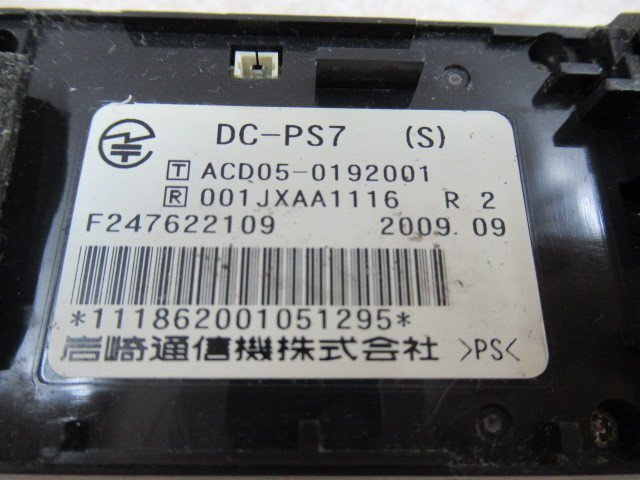 DC-PS7 (S)
T ACD05-0192001
R 001JXAA1116 R 2
F247622109 2009.09
*111862001051295*
岩崎通信機株式会社 >PS<